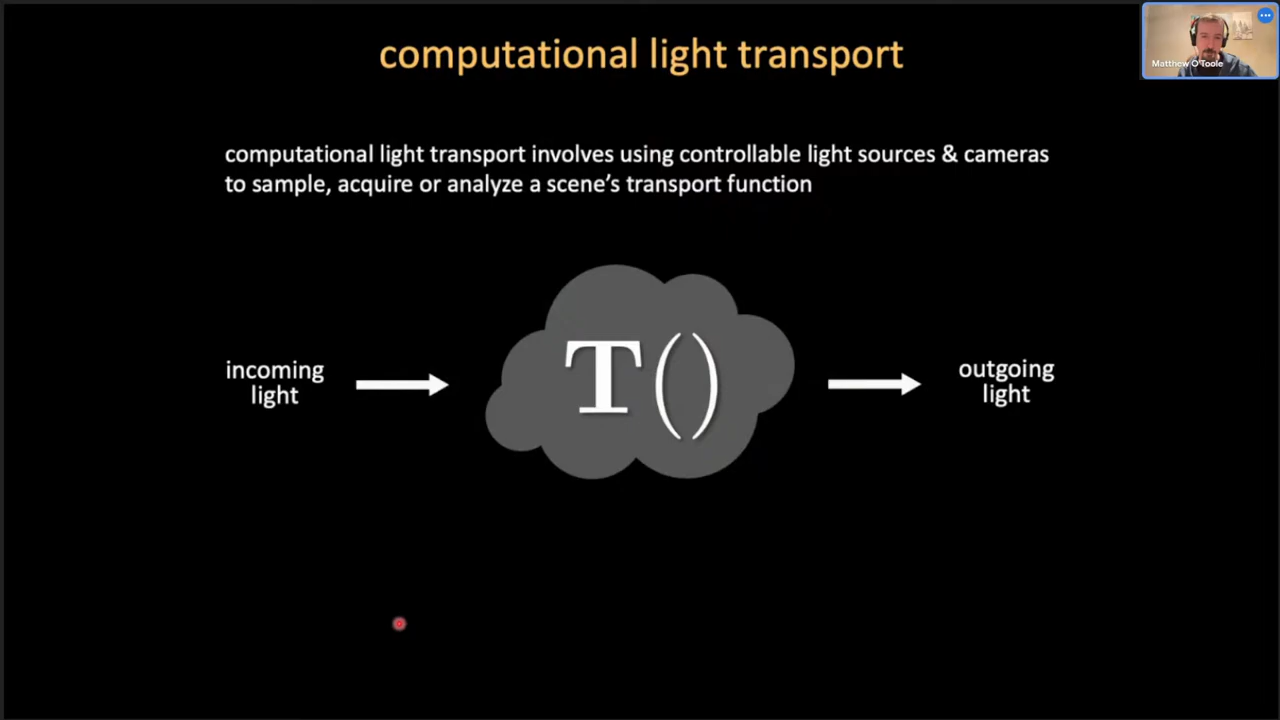 computational light transport
Matthew O'Toole
computational light transport involves using controllable light sources & cameras
to sample, acquire or analyze a scene’s transport function
incoming
light
T()
outgoing
light